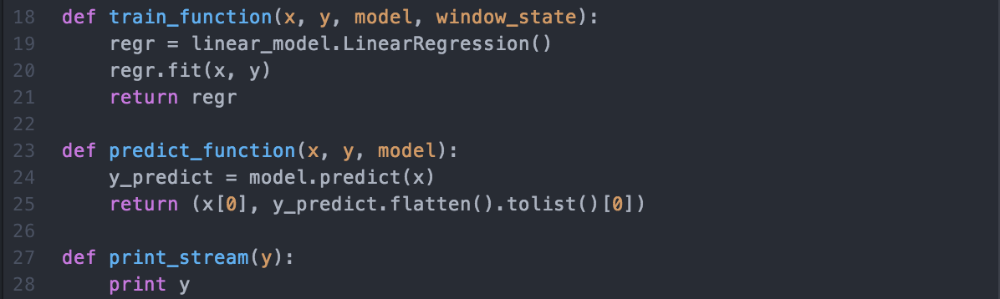 18 def train_function(x, y, model, window_state):
19     regr = linear_model.LinearRegression()
20     regr.fit(x, y)
21     return regr
22
23 def predict_function(x, y, model):
24     y_predict = model.predict(x)
25     return (x[0], y_predict.flatten().tolist()[0])
26
27 def print_stream(y):
28     print y